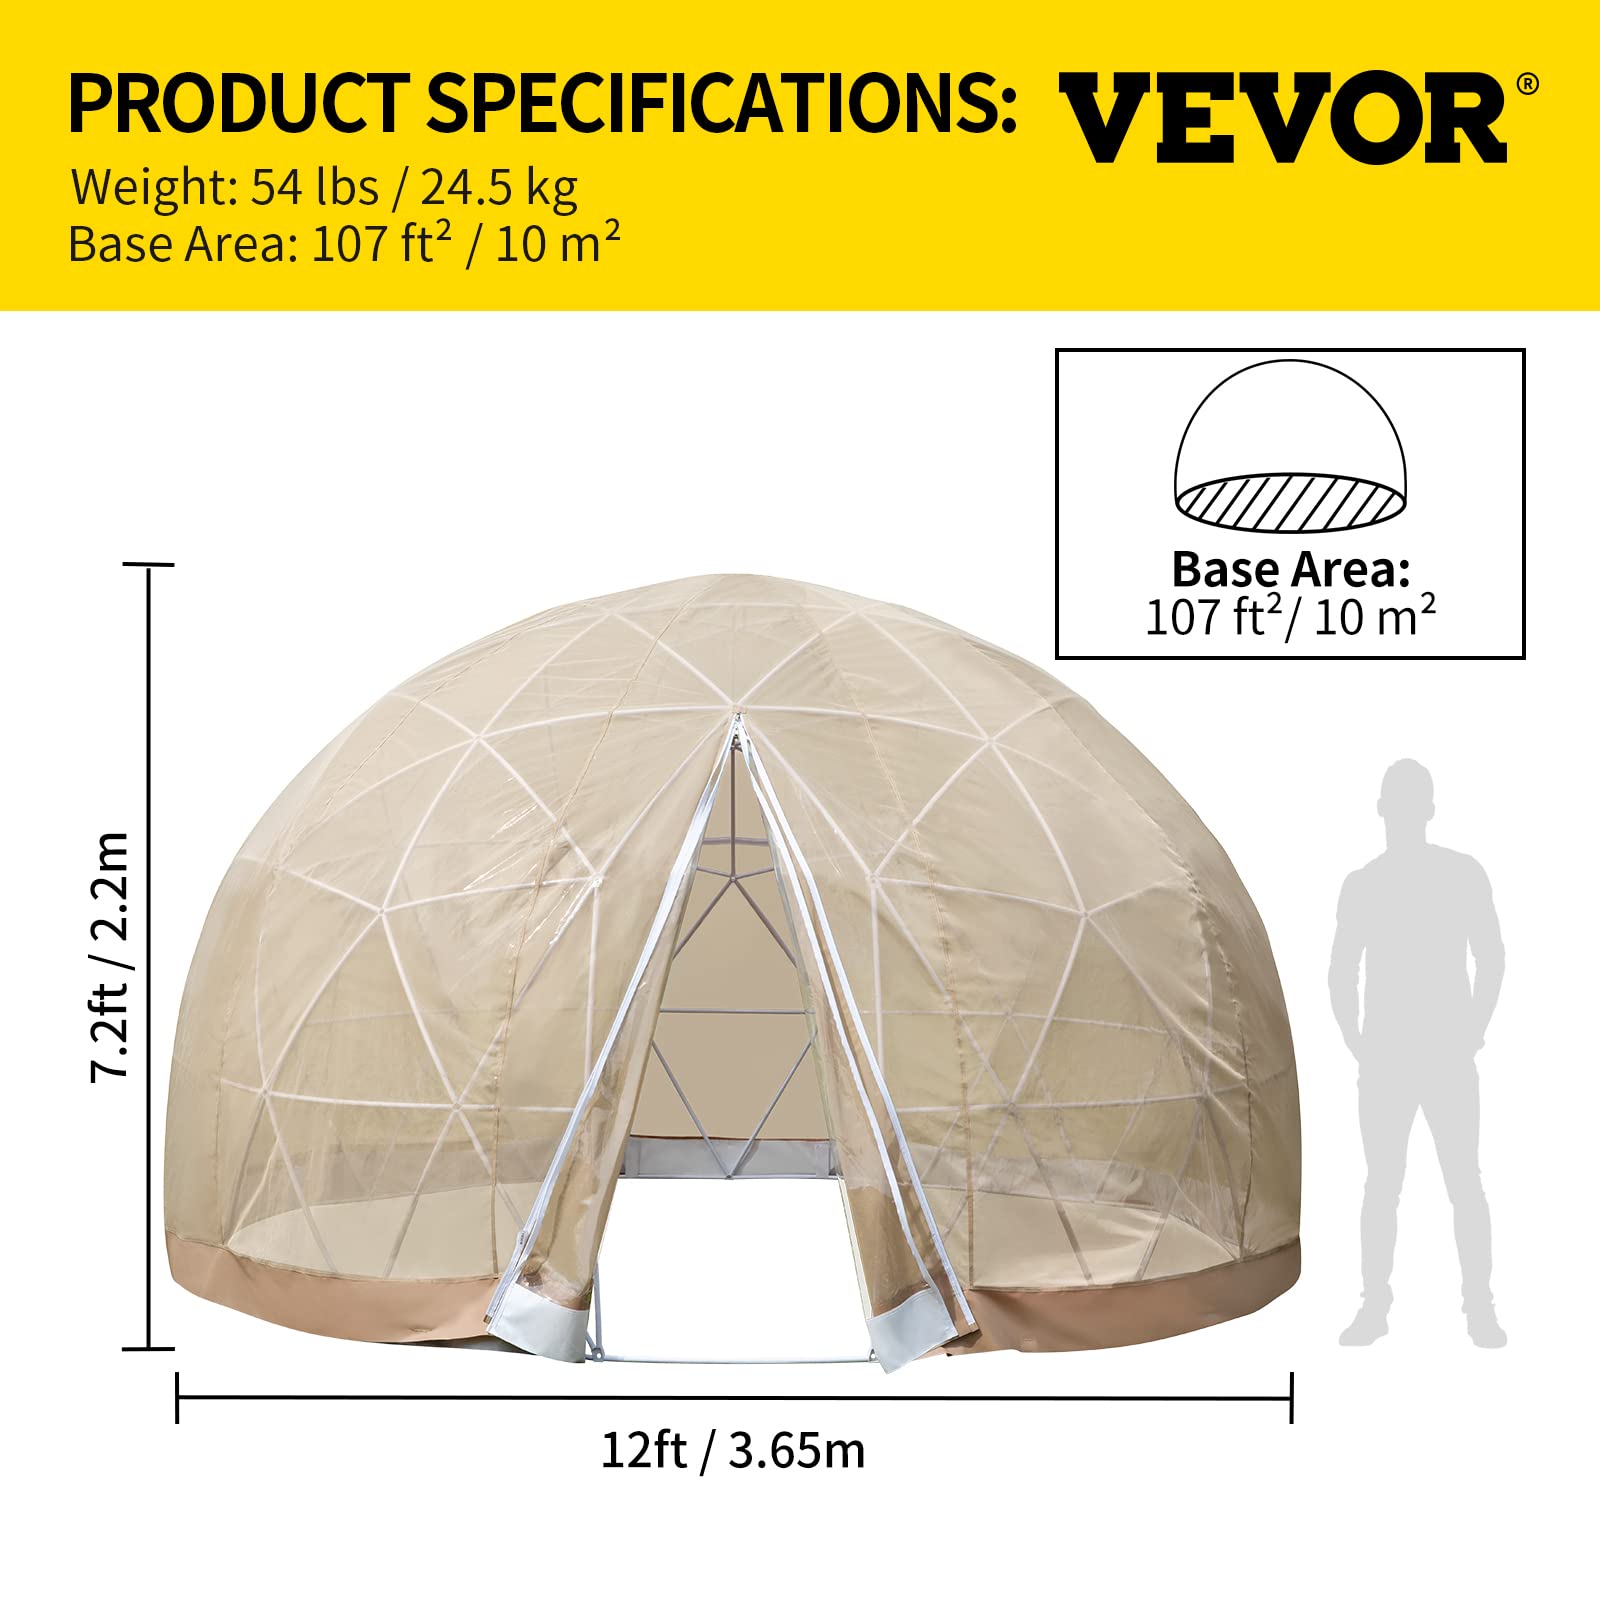 PRODUCT SPECIFICATIONS:
VEVOR®
Weight: 54 lbs / 24.5 kg
Base Area: 107 ft² / 10 m²
Base Area:
107 ft²/ 10 m²
7.2ft / 2.2m
12ft / 3.65m